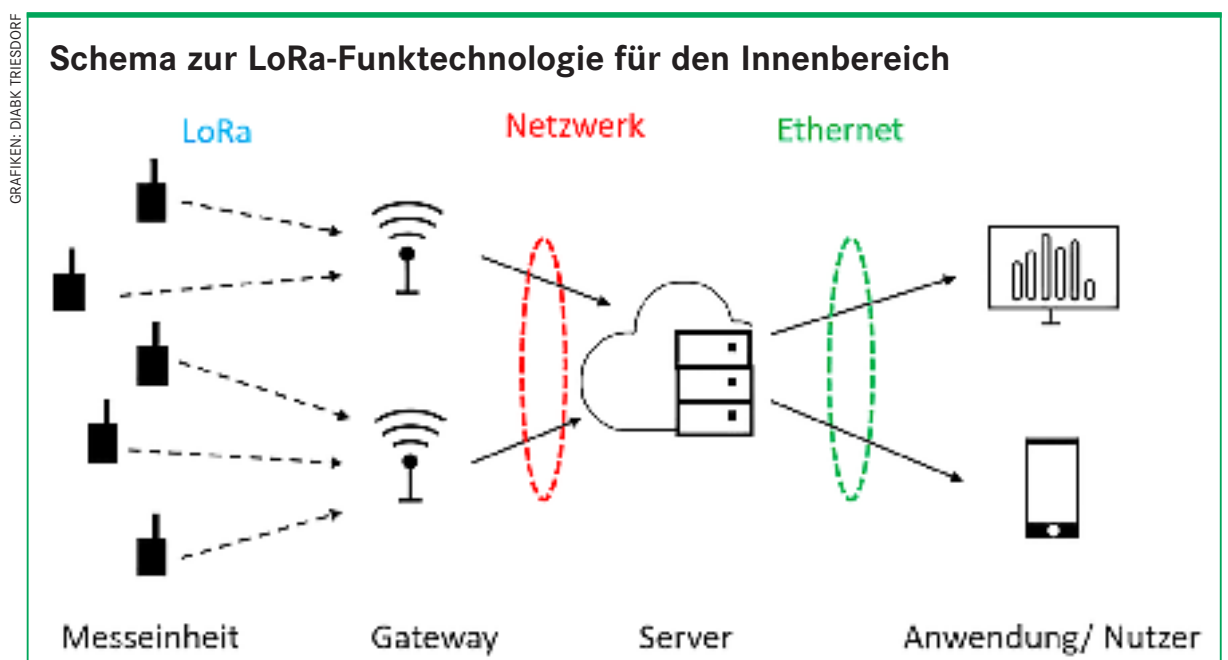 GRAFIKEN: DIABK TRIESDORF
Schema zur LoRa-Funktechnologie für den Innenbereich
LoRa
Netzwerk
Ethernet
Messeinheit
Gateway
Server
Anwendung/ Nutzer